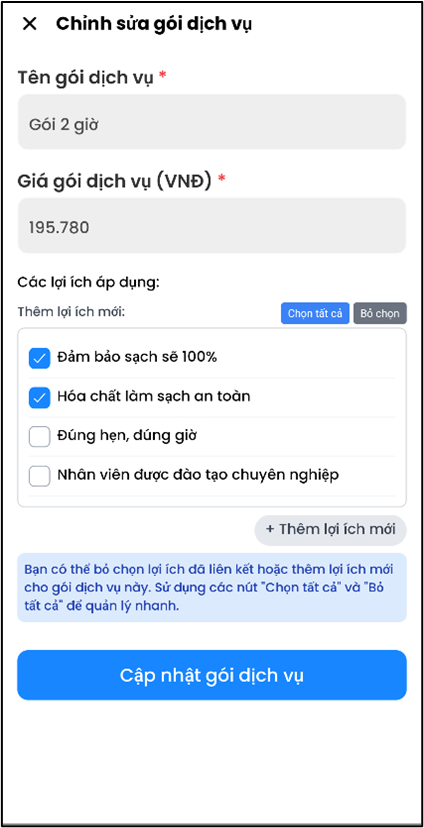 Chỉnh sửa gói dịch vụ
Tên gói dịch vụ *
Gói 2 giờ
Giá gói dịch vụ (VNĐ) *
195.780
Các lợi ích áp dụng:
Thêm lợi ích mới:
Chọn tất cả
Bỏ chọn
Đảm bảo sạch sẽ 100%
Hóa chất làm sạch an toàn
Đúng hẹn, đúng giờ
Nhân viên được đào tạo chuyên nghiệp
+ Thêm lợi ích mới
Bạn có thể bỏ chọn lợi ích đã liên kết hoặc thêm lợi ích mới
cho gói dịch vụ này. Sử dụng các nút "Chọn tất cả" và "Bỏ
tất cả" để quản lý nhanh.
Cập nhật gói dịch vụ